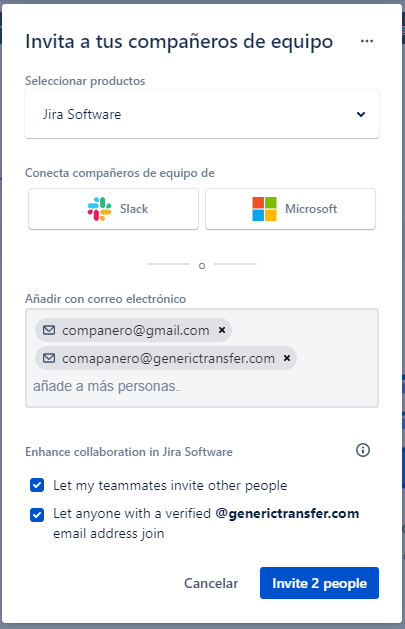 Invita a tus compañeros de equipo
Seleccionar productos
Jira Software
Conecta compañeros de equipo de
Slack
Microsoft
o
Añadir con correo electrónico
companero@gmail.com
comapanero@generictransfer.com
añade a más personas..
Enhance collaboration in Jira Software
Let my teammates invite other people
Let anyone with a verified @generictransfer.com
email address join
Cancelar
Invite 2 people